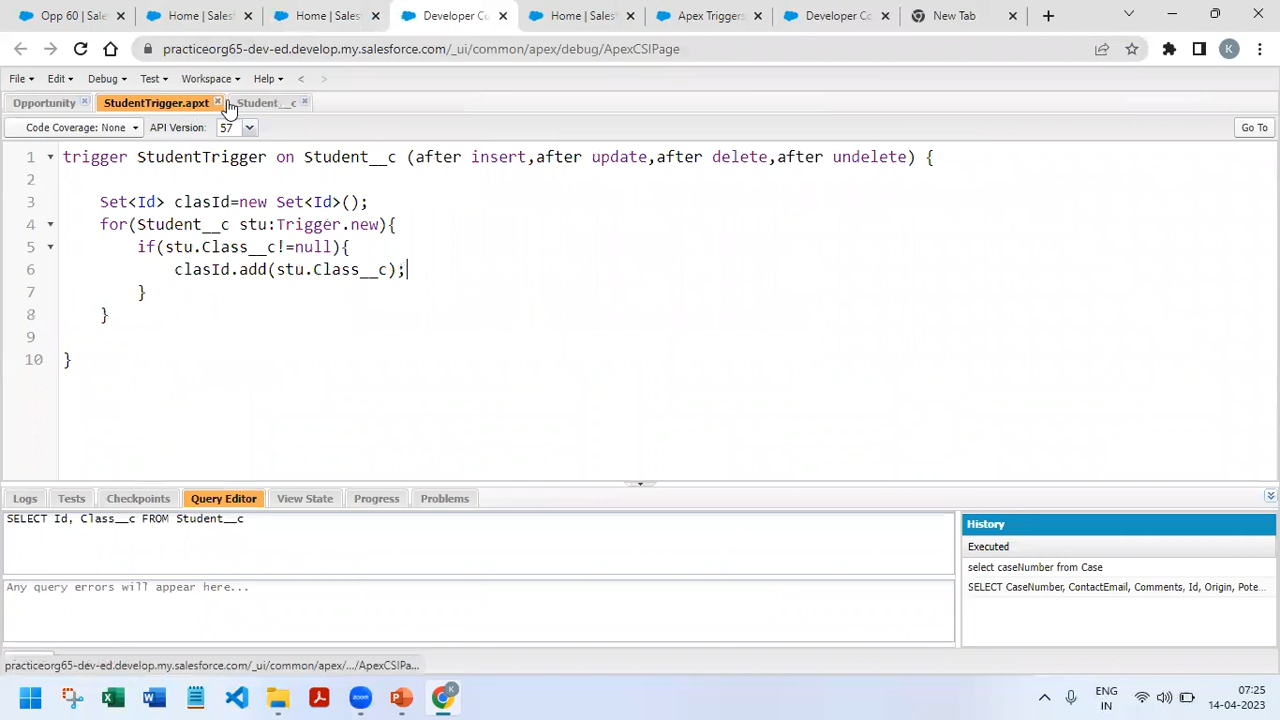 Opp 60 | Sales
Home | Sales
Home | Sales
Developer Co
Home | Sales
Apex Triggers
Developer Co
New Tab
practiceorg65-dev-ed.develop.my.salesforce.com/_ui/common/apex/debug/ApexCSIPage
K
File
Edit
Debug
Test
Workspace
Help
<
>
Opportunity
StudentTrigger.apxt
Student__c
Code Coverage: None
API Version:
57
Go To
1 trigger StudentTrigger on Student__c (after insert,after update,after delete,after undelete) {
2
3 Set<Id> clasId=new Set<Id>();
4 for(Student__c stu:Trigger.new){
5 if(stu.Class__c!=null){
6 clasId.add(stu.Class__c);
7 }
8 }
9
10 }
Logs
Tests
Checkpoints
Query Editor
View State
Progress
Problems
SELECT Id, Class__c FROM Student__c
Any query errors will appear here...
History
Executed
select caseNumber from Case
SELECT CaseNumber, ContactEmail, Comments, Id, Origin, Pote...
practiceorg65-dev-ed.develop.my.salesforce.com/_ui/common/apex/.../ApexCSIPa...
K
ENG
IN
07:25
14-04-2023